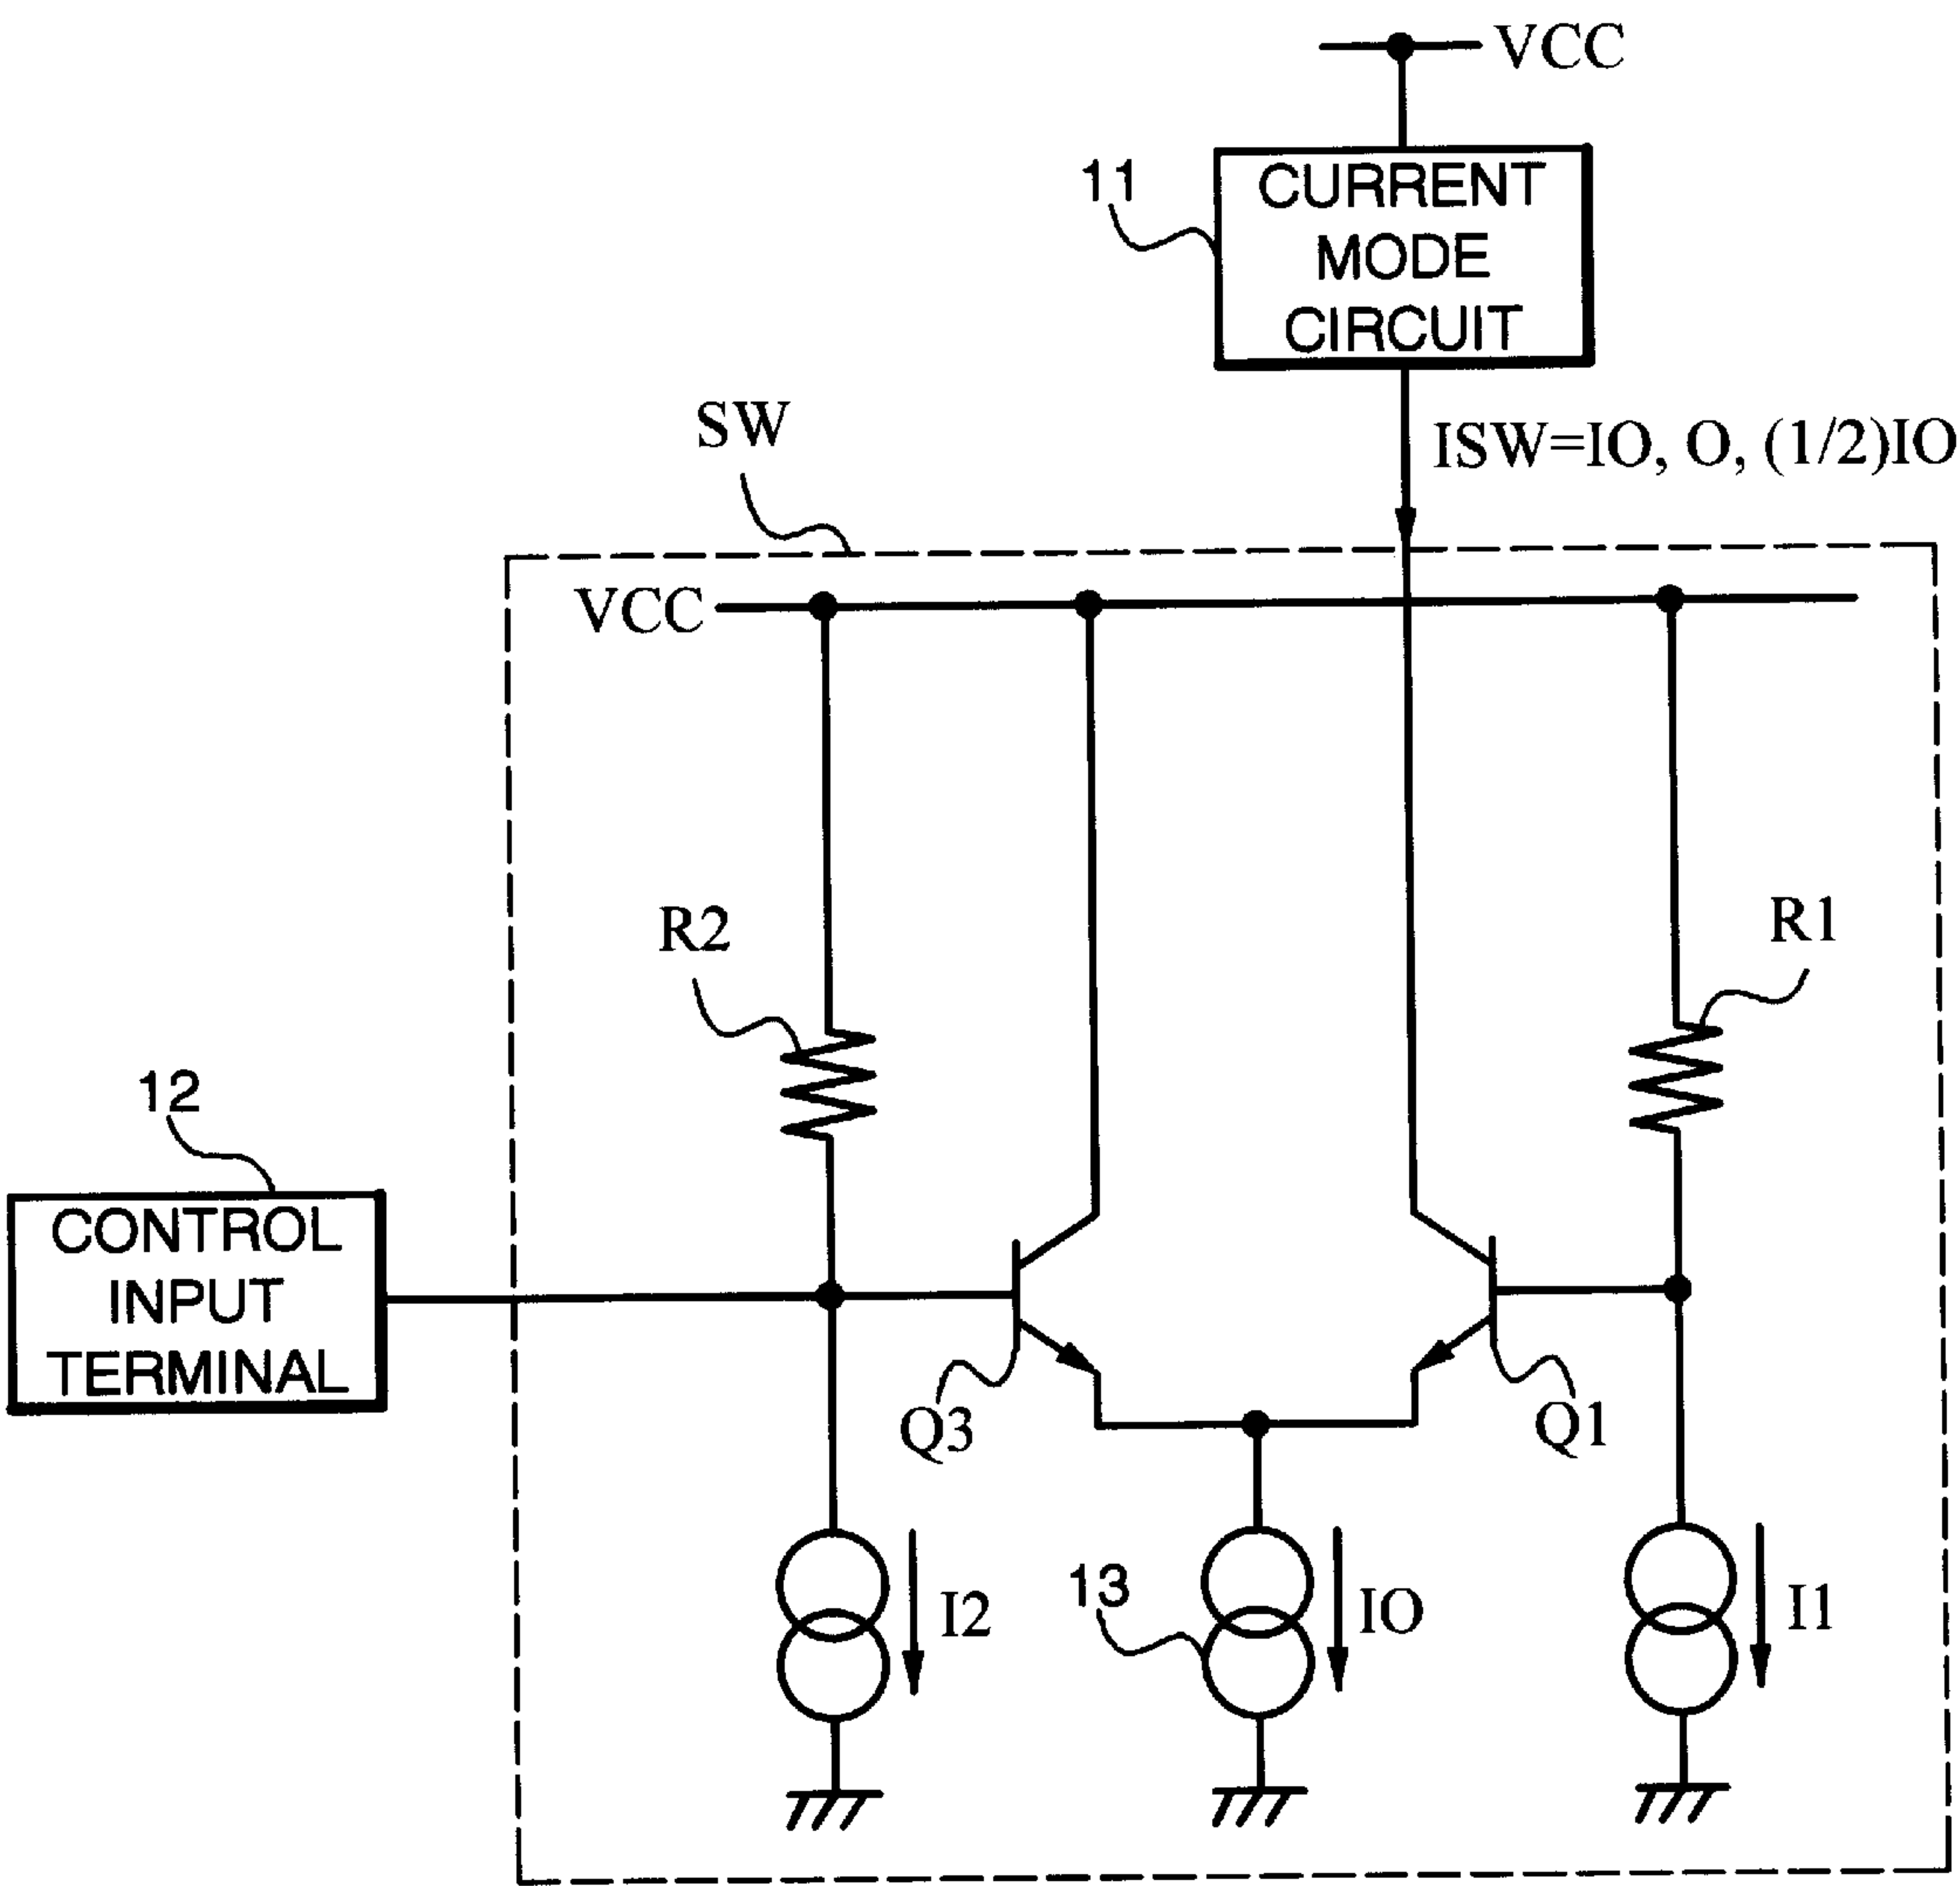 VCC
11
CURRENT
MODE
CIRCUIT
SW
ISW=IO, O, (1/2)IO
VCC
R2
R1
12
CONTROL
INPUT
TERMINAL
Q3
Q1
I2
13
IO
I1